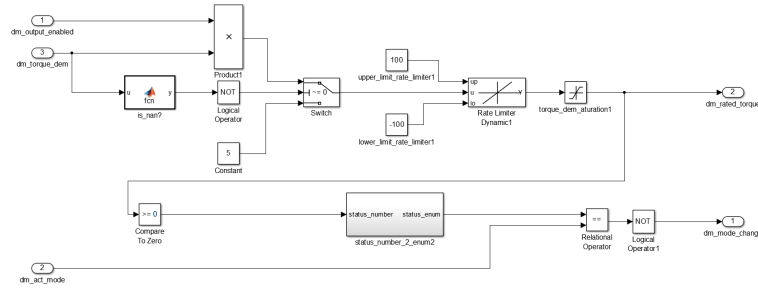 1
dm_output_enabled
3
dm_torque_dem
×
Product1
u
fcn
y
is_nan?
NOT
Logical
Operator
~= 0
Switch
5
Constant
100
upper_limit_rate_limiter1
-100
lower_limit_rate_limiter1
up
u
lo
Y
Rate Limiter
Dynamic1
torque_dem_aturation1
2
dm_rated_torque
>= 0
Compare
To Zero
status_number
status_enum
status_number_2_enum2
==
Relational
Operator
NOT
Logical
Operator1
1
dm_mode_chang
2
dm_act_mode